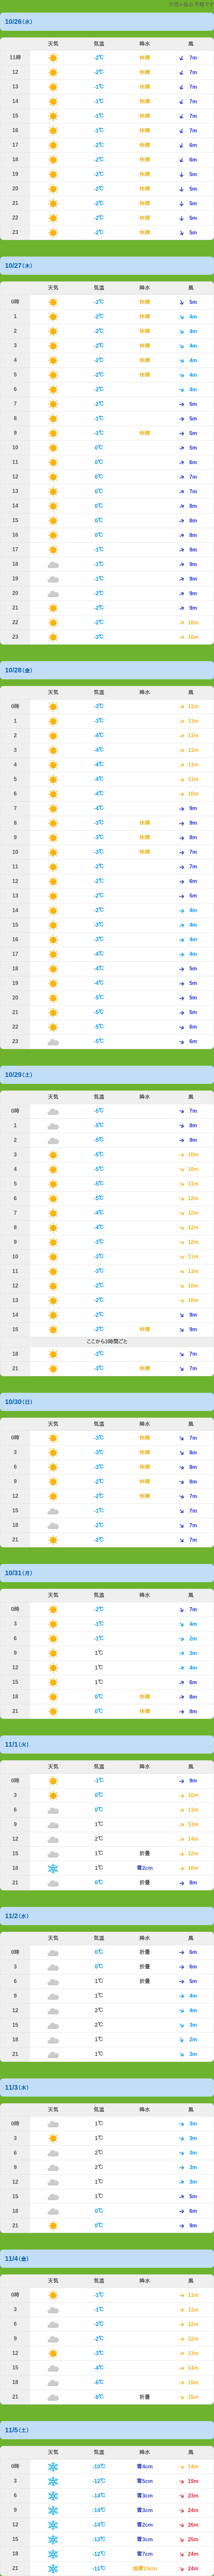 10/26(水)
天気 気温 降水 風
11時 -2℃ 快晴 7m
12 -2℃ 快晴 7m
13 -1℃ 快晴 7m
14 -1℃ 快晴 7m
15 -1℃ 快晴 7m
16 -1℃ 快晴 7m
17 -2℃ 快晴 6m
18 -2℃ 快晴 6m
19 -2℃ 快晴 5m
20 -2℃ 快晴 5m
21 -2℃ 快晴 5m
22 -2℃ 快晴 5m
23 -2℃ 快晴 5m
10/27(木)
天気 気温 降水 風
0時 -2℃ 快晴 5m
1 -2℃ 快晴 4m
2 -2℃ 快晴 4m
3 -2℃ 快晴 4m
4 -2℃ 快晴 4m
5 -2℃ 快晴 4m
6 -2℃ 4m
7 -2℃ 5m
8 -1℃ 5m
9 -1℃ 快晴 5m
10 0℃ 5m
11 0℃ 6m
12 0℃ 7m
13 0℃ 7m
14 0℃ 8m
15 0℃ 8m
16 0℃ 8m
17 -1℃ 9m
18 -1℃ 9m
19 -1℃ 9m
20 -2℃ 9m
21 -2℃ 9m
22 -2℃ 10m
23 -3℃ 10m
10/28(金)
天気 気温 降水 風
0時 -3℃ 11m
1 -3℃ 11m
2 -4℃ 11m
3 -4℃ 11m
4 -4℃ 11m
5 -4℃ 11m
6 -4℃ 10m
7 -4℃ 9m
8 -3℃ 快晴 9m
9 -3℃ 快晴 8m
10 -3℃ 快晴 7m
11 -2℃ 7m
12 -2℃ 6m
13 -2℃ 5m
14 -2℃ 4m
15 -3℃ 4m
16 -3℃ 4m
17 -4℃ 4m
18 -4℃ 5m
19 -4℃ 5m
20 -5℃ 5m
21 -5℃ 5m
22 -5℃ 6m
23 -5℃ 6m
10/29(土)
天気 気温 降水 風
0時 -5℃ 7m
1 -5℃ 8m
2 -5℃ 9m
3 -5℃ 10m
4 -5℃ 10m
5 -5℃ 11m
6 -5℃ 12m
7 -4℃ 12m
8 -4℃ 12m
9 -3℃ 12m
10 -3℃ 11m
11 -3℃ 11m
12 -2℃ 10m
13 -2℃ 10m
14 -2℃ 9m
15 -2℃ 快晴 9m
ここから3時間ごと
18 -3℃ 7m
21 -3℃ 快晴 7m
10/30(日)
天気 気温 降水 風
0時 -3℃ 快晴 7m
3 -3℃ 快晴 8m
6 -3℃ 快晴 8m
9 -2℃ 快晴 8m
12 -2℃ 快晴 7m
15 -1℃ 7m
18 -2℃ 7m
21 -2℃ 7m
10/31(月)
天気 気温 降水 風
0時 -2℃ 7m
3 -1℃ 4m
6 -1℃ 2m
9 1℃ 3m
12 1℃ 4m
15 1℃ 6m
18 0℃ 快晴 8m
21 0℃ 快晴 8m
11/1(火)
天気 気温 降水 風
0時 -1℃ 9m
3 0℃ 10m
6 0℃ 11m
9 1℃ 13m
12 2℃ 14m
15 1℃ 折畳 12m
18 1℃ 雪2cm 10m
21 0℃ 折畳 8m
11/2(水)
天気 気温 降水 風
0時 0℃ 折畳 6m
3 0℃ 折畳 6m
6 1℃ 折畳 5m
9 1℃ 4m
12 2℃ 4m
15 2℃ 3m
18 1℃ 2m
21 1℃ 3m
11/3(木)
天気 気温 降水 風
0時 1℃ 3m
3 1℃ 3m
6 2℃ 3m
9 2℃ 3m
12 1℃ 3m
15 1℃ 5m
18 0℃ 6m
21 0℃ 9m
11/4(金)
天気 気温 降水 風
0時 -1℃ 11m
3 -1℃ 11m
6 -2℃ 12m
9 -2℃ 12m
12 -3℃ 13m
15 -4℃ 14m
18 -6℃ 15m
21 -8℃ 折畳 15m
11/5(土)
天気 気温 降水 風
0時 -10℃ 雪4cm 14m
3 -12℃ 雪5cm 19m
6 -14℃ 雪3cm 23m
9 -14℃ 雪3cm 24m
12 -14℃ 雪2cm 26m
15 -13℃ 雪3cm 25m
18 -12℃ 雪7cm 24m
21 -11℃ 強雪10cm 24m